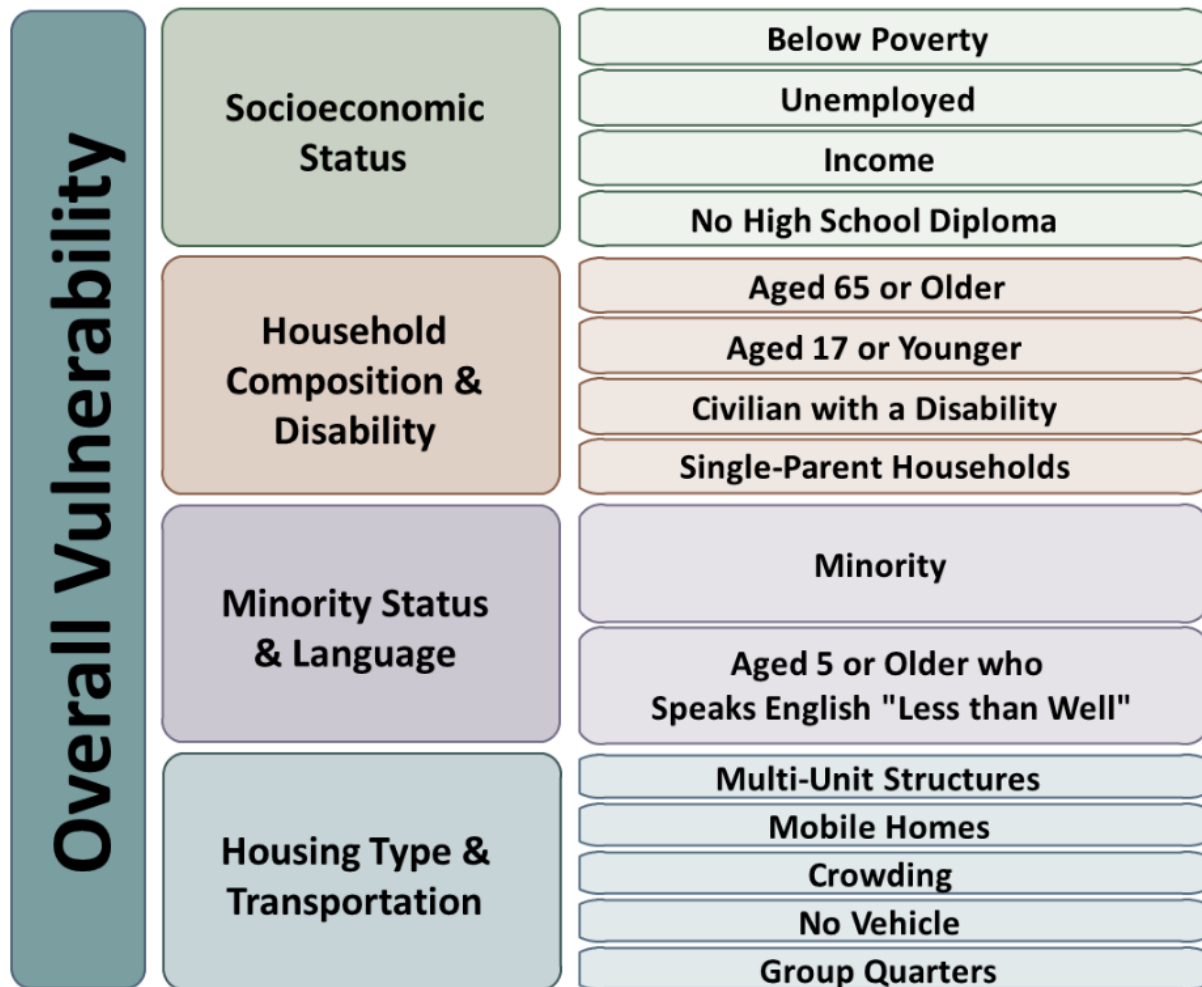 Overall Vulnerability
Socioeconomic
Status
Below Poverty
Unemployed
Income
No High School Diploma
Household
Composition &
Disability
Aged 65 or Older
Aged 17 or Younger
Civilian with a Disability
Single-Parent Households
Minority Status
& Language
Minority
Aged 5 or Older who
Speaks English "Less than Well"
Housing Type &
Transportation
Multi-Unit Structures
Mobile Homes
Crowding
No Vehicle
Group Quarters